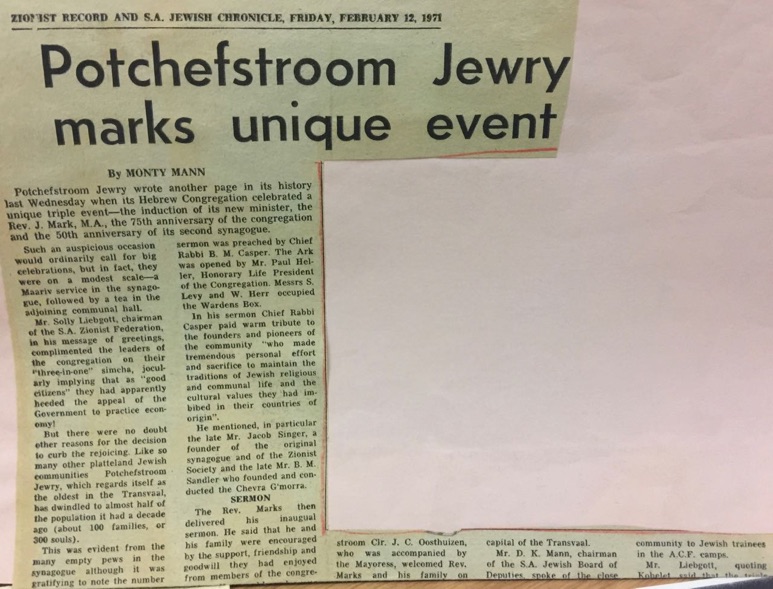 ZIONIST RECORD AND S.A. JEWISH CHRONICLE, FRIDAY, FEBRUARY 12, 1971
Potchefstroom Jewry
marks unique event
By MONTY MANN
Potchefstroom Jewry wrote another page in its history
last Wednesday when its Hebrew Congregation celebrated a
unique triple event—the induction of its new minister, the
Rev. J. Mark, M.A., the 75th anniversary of the congregation
and the 50th anniversary of its second synagogue.
Such an auspicious occasion
would ordinarily call for big
celebrations, but in fact, they
were on a modest scale—a
Maariv service in the synago-
gue, followed by a tea in the
adjoining communal hall.
Mr. Solly Liebgott, chairman
of the S.A. Zionist Federation,
in his message of greetings,
complimented the leaders of
the congregation on their
"three-in-one" simcha, jocul-
arly implying that as "good
citizens" they had apparently
heeded the appeal of the
Government to practice econ-
omy!
But there were no doubt
other reasons for the decision
to curb the rejoicing. Like so
many other platteland Jewish
communities Potchefstroom
Jewry, which regards itself as
the oldest in the Transvaal,
has dwindled to almost half of
the population it had a decade
ago (about 100 families, or
300 souls).
This was evident from the
many empty pews in the
synagogue although it was
gratifying to note the number
sermon was preached by Chief
Rabbi B. M. Casper. The Ark
was opened by Mr. Paul Hel-
ler, Honorary Life President
of the Congregation. Messrs S.
Levy and W. Herr occupied
the Wardens Box.
In his sermon Chief Rabbi
Casper paid warm tribute to
the founders and pioneers of
the community "who made
tremendous personal effort
and sacrifice to maintain the
traditions of Jewish religious
and communal life and the
cultural values they had im-
bibed in their countries of
origin".
He mentioned, in particular
the late Mr. Jacob Singer, a
founder of the original
synagogue and of the Zionist
Society and the late Mr. B. M.
Sandler who founded and con-
ducted the Chevra G'morra.
SERMON
The Rev. Marks then
delivered his inaugual
sermon. He said that he and
his family were encouraged
by the support, friendship and
goodwill they had enjoyed
from members of the congre-
stroom Clr. J. C. Oosthuizen,
who was accompanied by
the Mayoress, welcomed Rev.
Marks and his family on
capital of the Transvaal.
Mr. D. K. Mann, chairman
of the S.A. Jewish Board of
Deputies, spoke of the close
community to Jewish trainees
in the A.C.F. camps.
Mr. Liebgott, quoting
Kohelet said that the triple